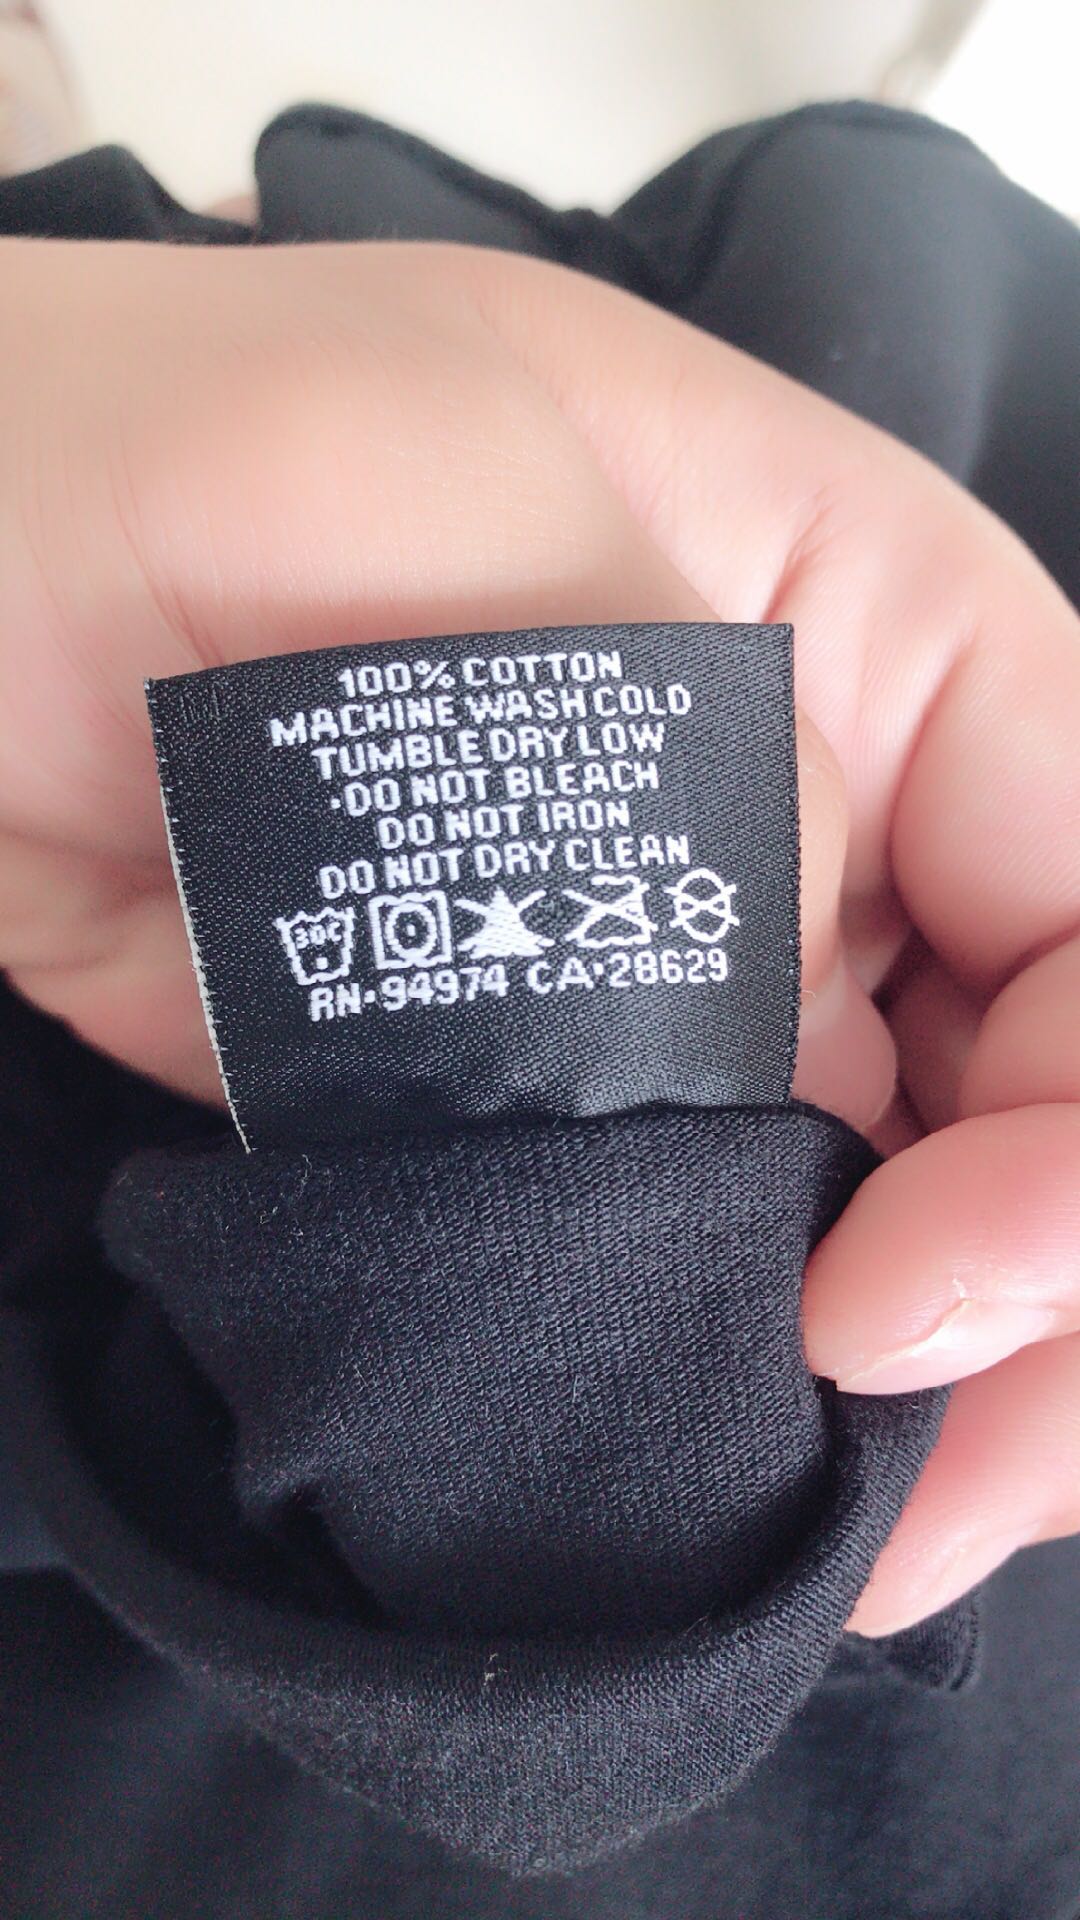 100% COTTON
MACHINE WASH COLD
TUMBLE DRY LOW
·DO NOT BLEACH
DO NOT IRON
DO NOT DRY CLEAN
30C
RN·94974 CA·28629